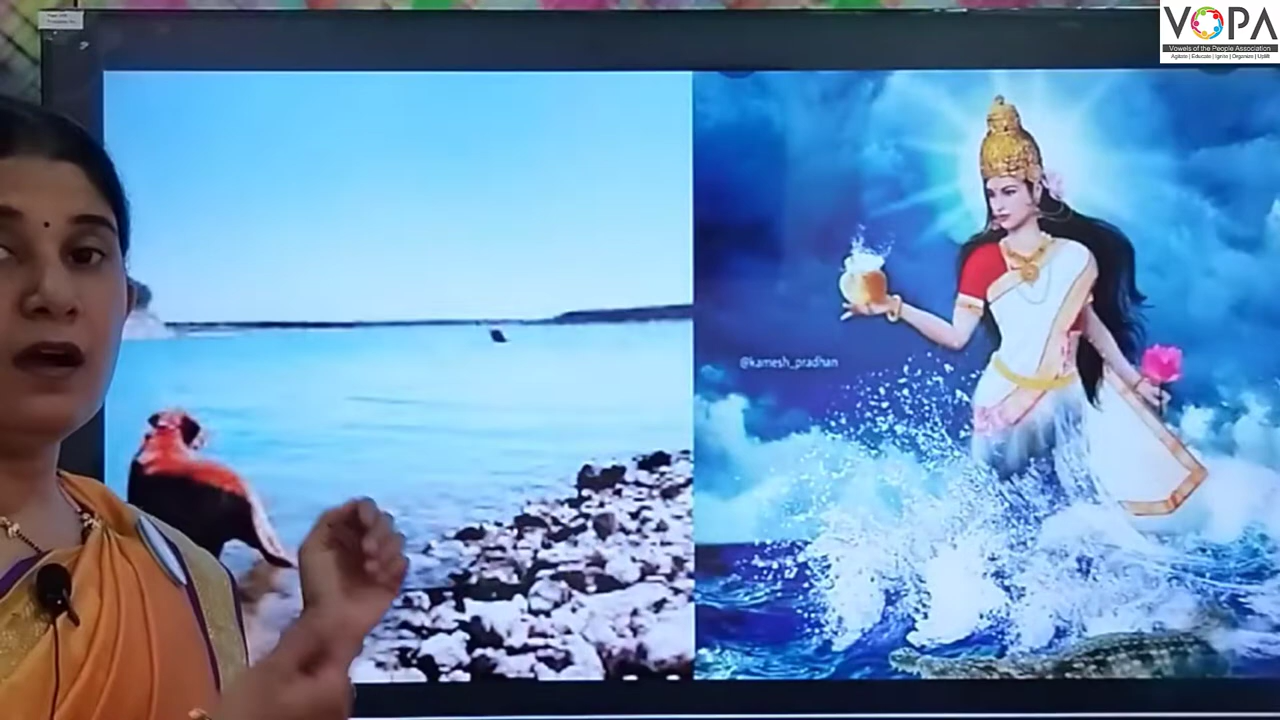 VOPA
Vowels of the People Association
Agitate | Educate | Ignite | Organize | Uplift
@kamesh_pradhan